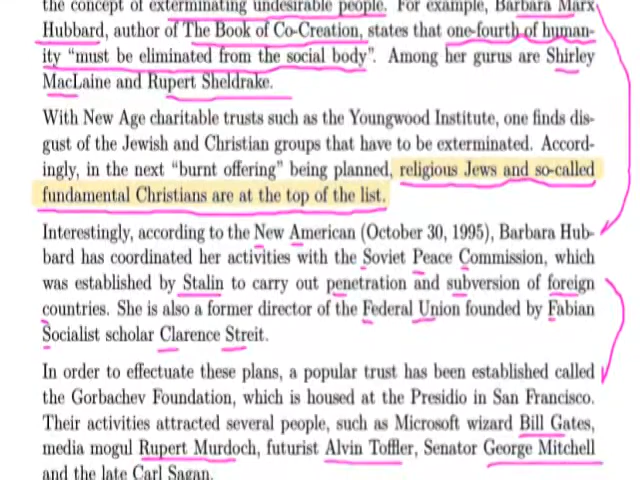 the concept of exterminating undesirable people. For example, Barbara Marx
Hubbard, author of The Book of Co-Creation, states that one-fourth of human-
ity “must be eliminated from the social body”. Among her gurus are Shirley
MacLaine and Rupert Sheldrake.
With New Age charitable trusts such as the Youngwood Institute, one finds dis-
gust of the Jewish and Christian groups that have to be exterminated. Accord-
ingly, in the next “burnt offering” being planned, religious Jews and so-called
fundamental Christians are at the top of the list.
Interestingly, according to the New American (October 30, 1995), Barbara Hub-
bard has coordinated her activities with the Soviet Peace Commission, which
was established by Stalin to carry out penetration and subversion of foreign
countries. She is also a former director of the Federal Union founded by Fabian
Socialist scholar Clarence Streit.
In order to effectuate these plans, a popular trust has been established called
the Gorbachev Foundation, which is housed at the Presidio in San Francisco.
Their activities attracted several people, such as Microsoft wizard Bill Gates,
media mogul Rupert Murdoch, futurist Alvin Toffler, Senator George Mitchell
and the late Carl Sagan.